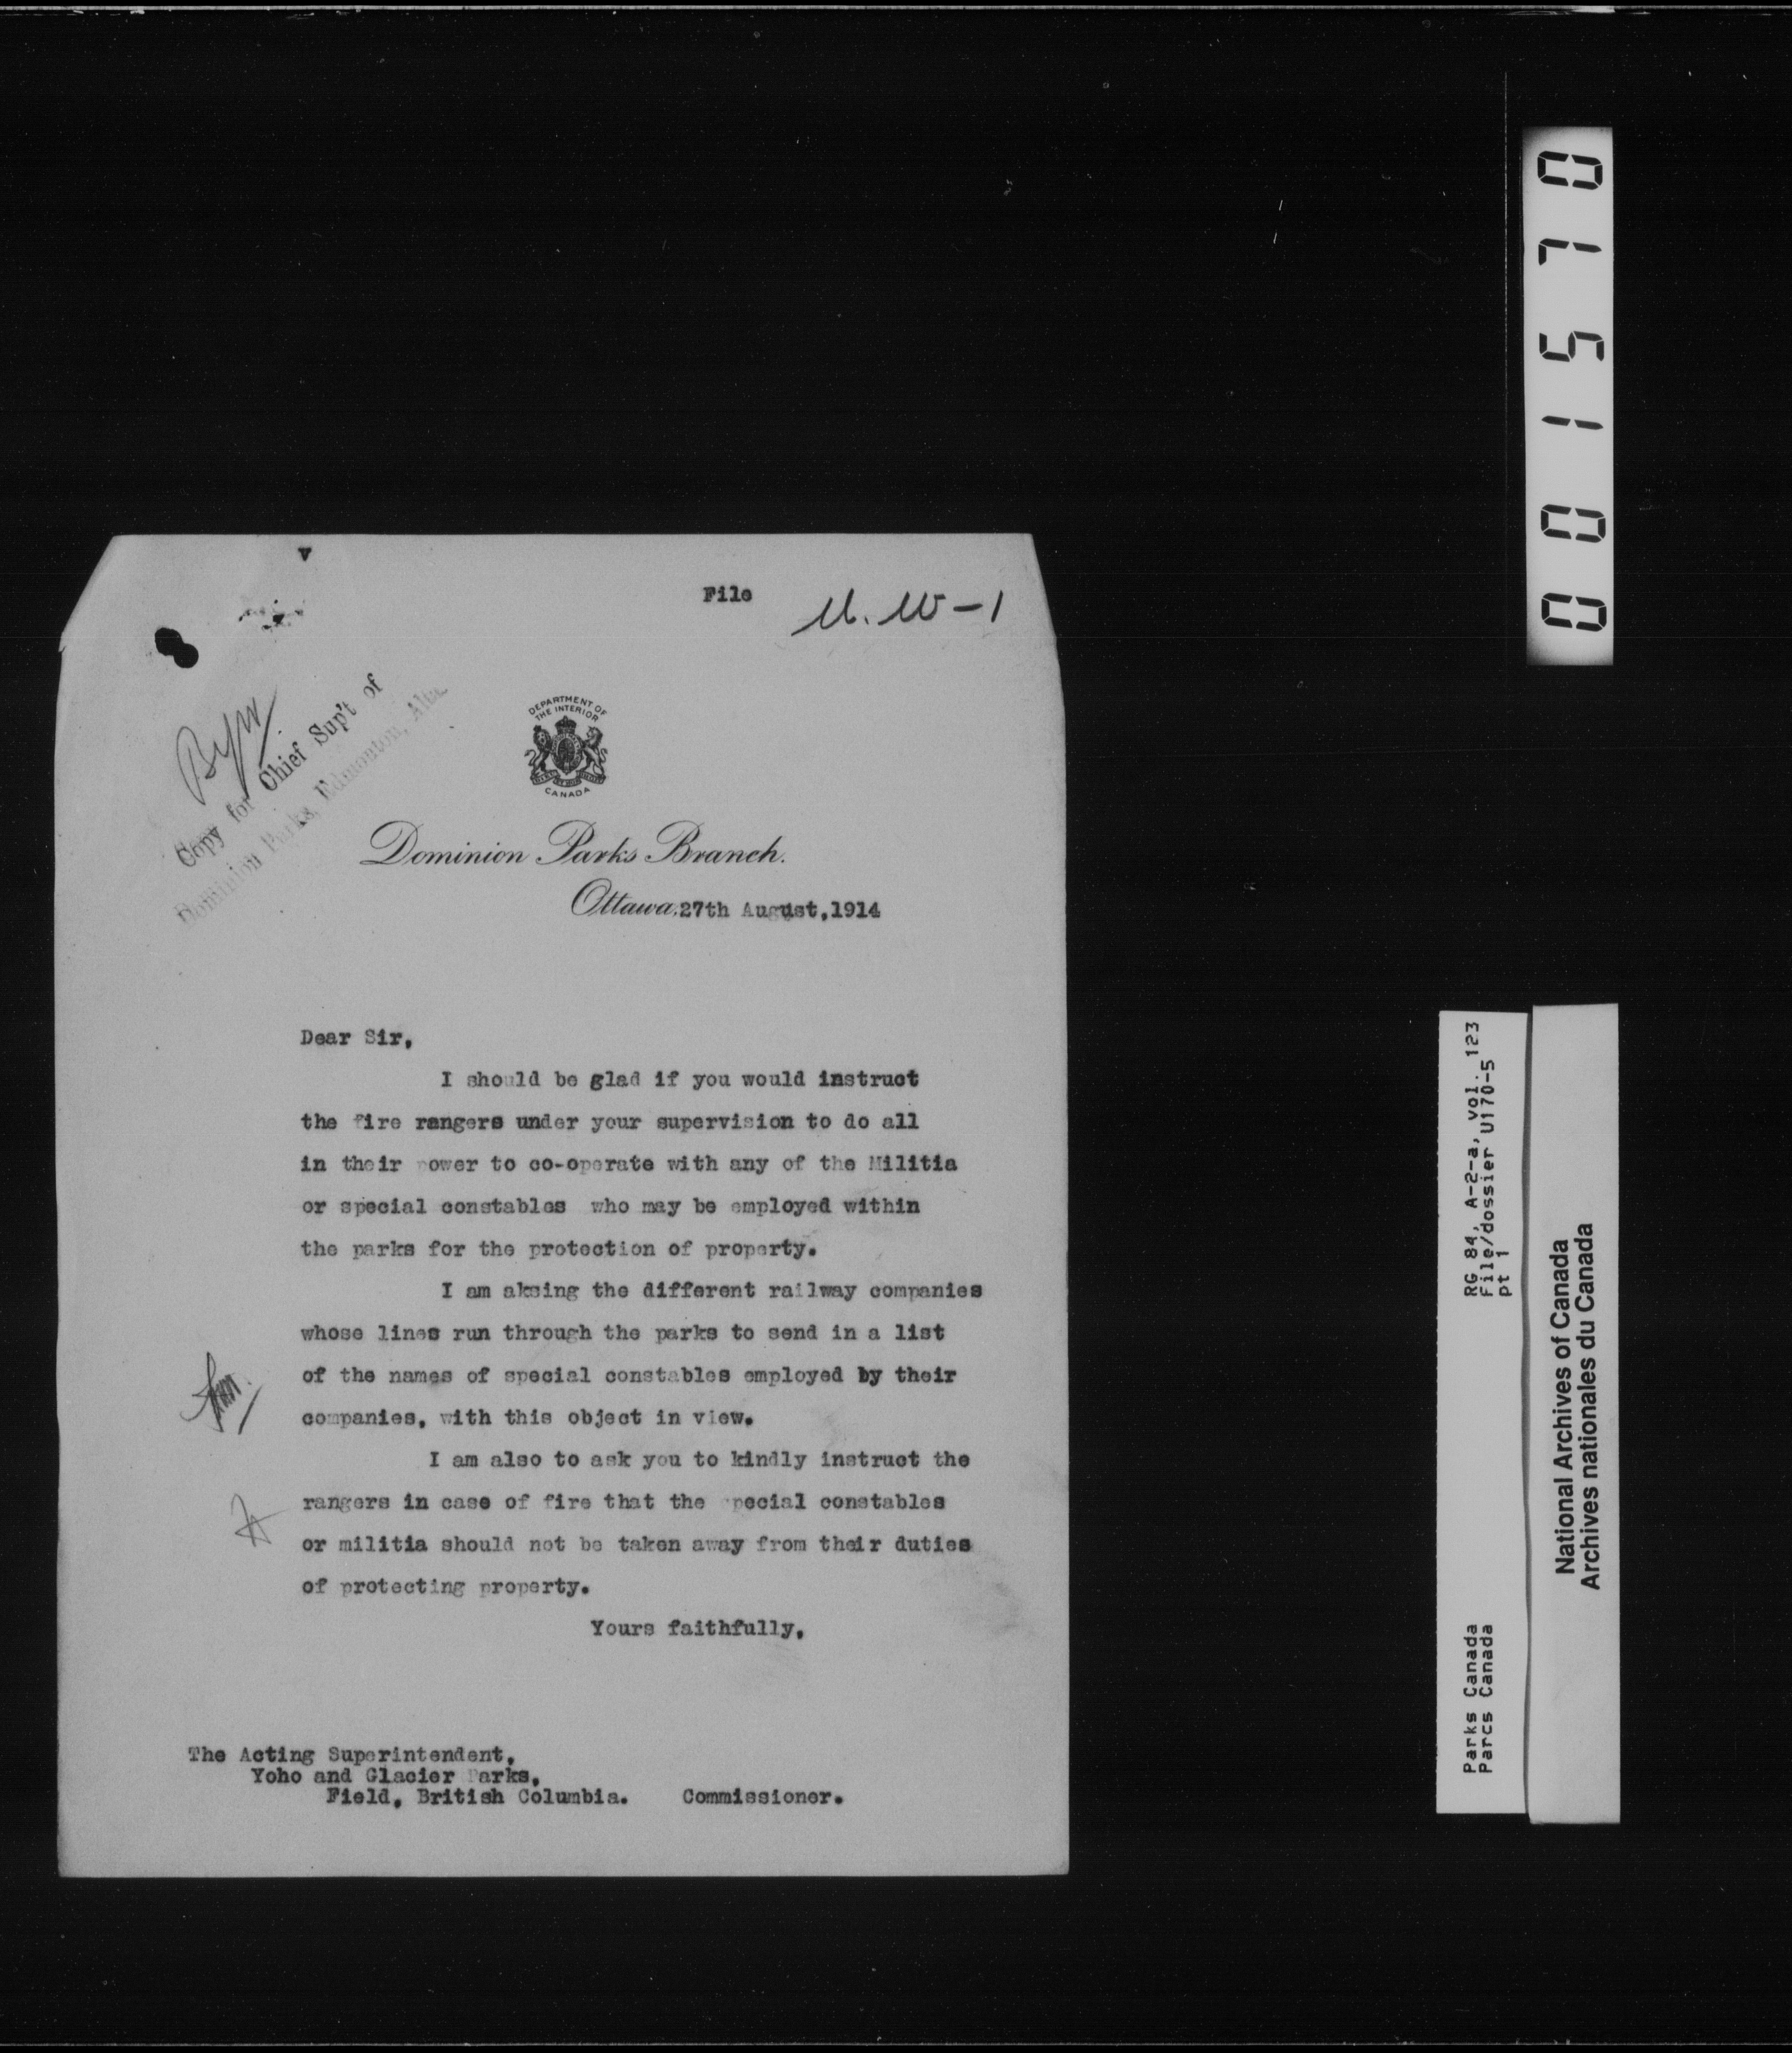 v
File U. W-1
Copy for Chief Sup't of
Dominion Parks, Edmonton, Alta.
DEPARTMENT OF
THE INTERIOR
CANADA
Dominion Parks Branch.
Ottawa, 27th August, 1914
Dear Sir,
I should be glad if you would instruct
the fire rangers under your supervision to do all
in their power to co-operate with any of the Militia
or special constables who may be employed within
the parks for the protection of property.
I am aksing the different railway companies
whose lines run through the parks to send in a list
of the names of special constables employed by their
companies, with this object in view.
I am also to ask you to kindly instruct the
rangers in case of fire that the special constables
or militia should not be taken away from their duties
of protecting property.
Yours faithfully,
The Acting Superintendent,
Yoho and Glacier Parks,
Field, British Columbia. Commissioner.
001570
Parks Canada RG 84, A-2-a, vol. 123
Parcs Canada File/dossier U170-5
pt 1
National Archives of Canada
Archives nationales du Canada